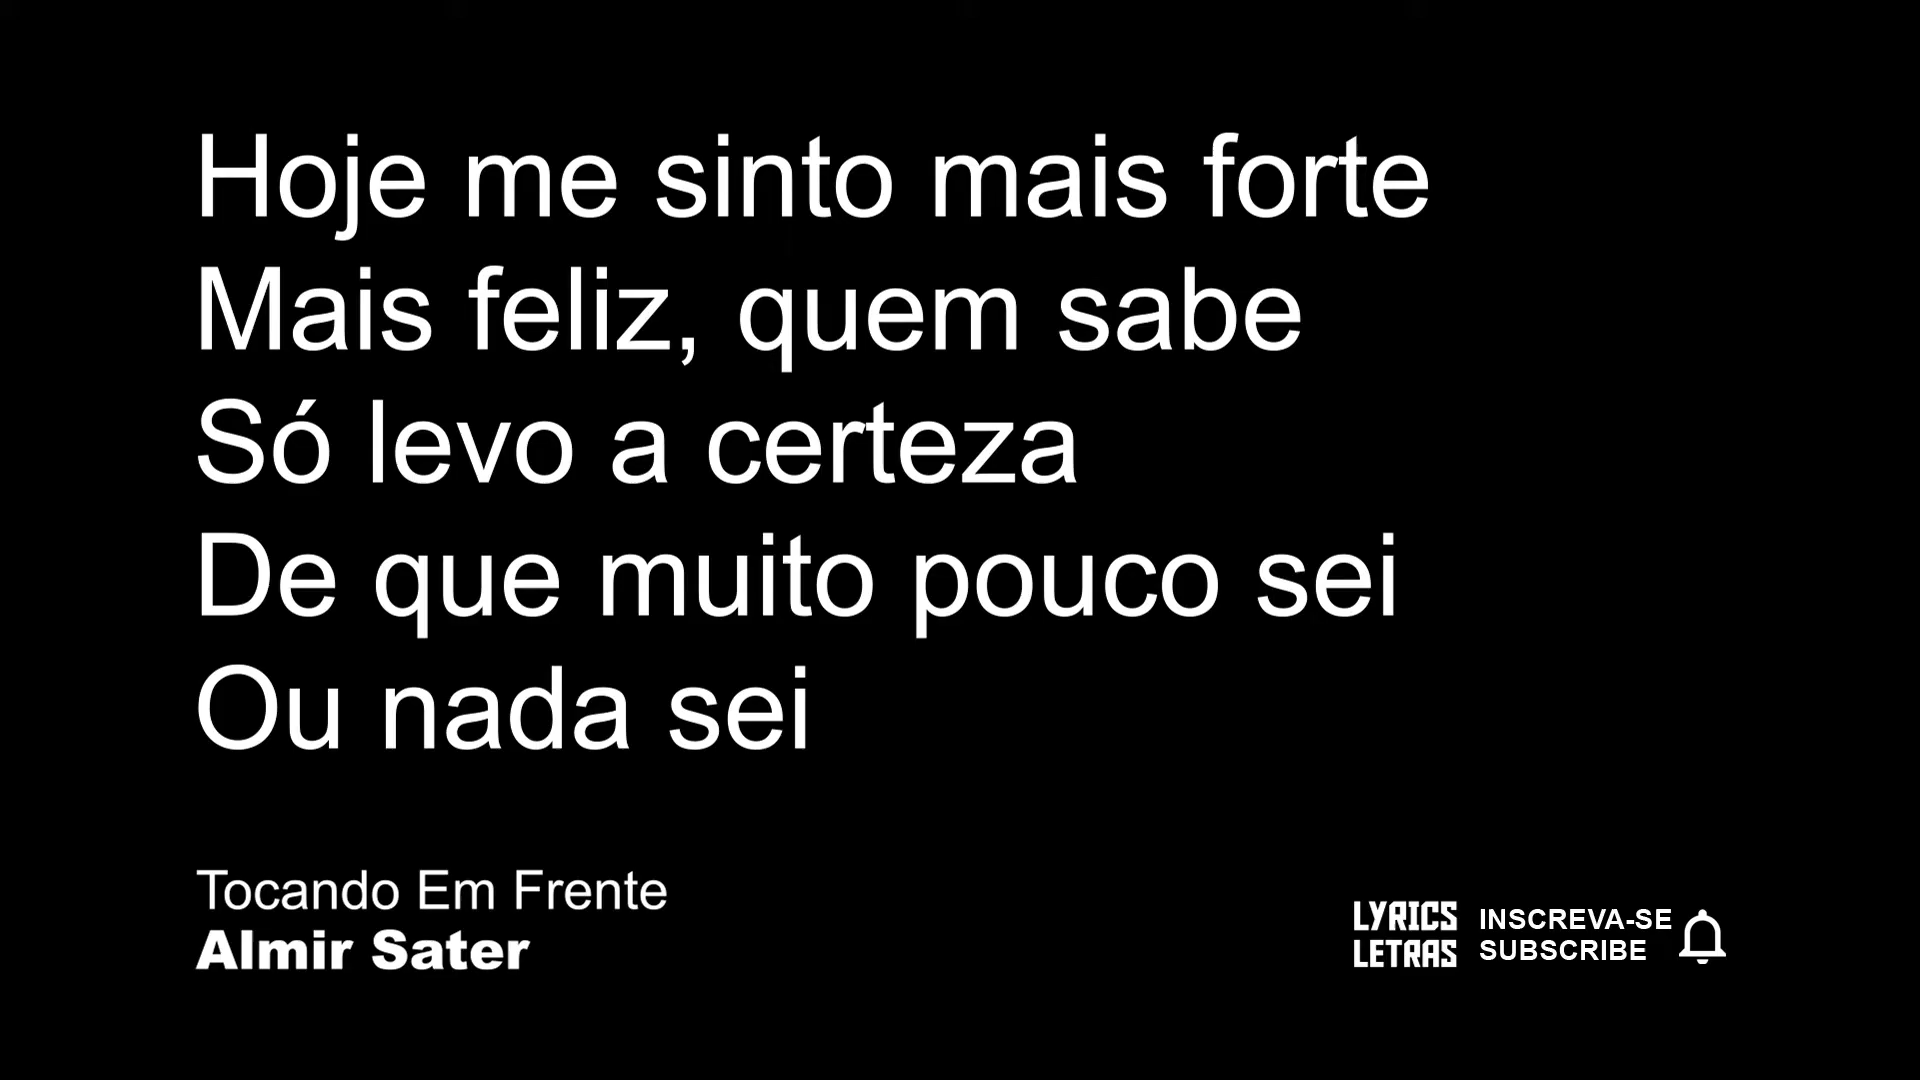 Hoje me sinto mais forte
Mais feliz, quem sabe
Só levo a certeza
De que muito pouco sei
Ou nada sei
Tocando Em Frente
Almir Sater
LYRICS
LETRAS
INSCREVA-SE
SUBSCRIBE